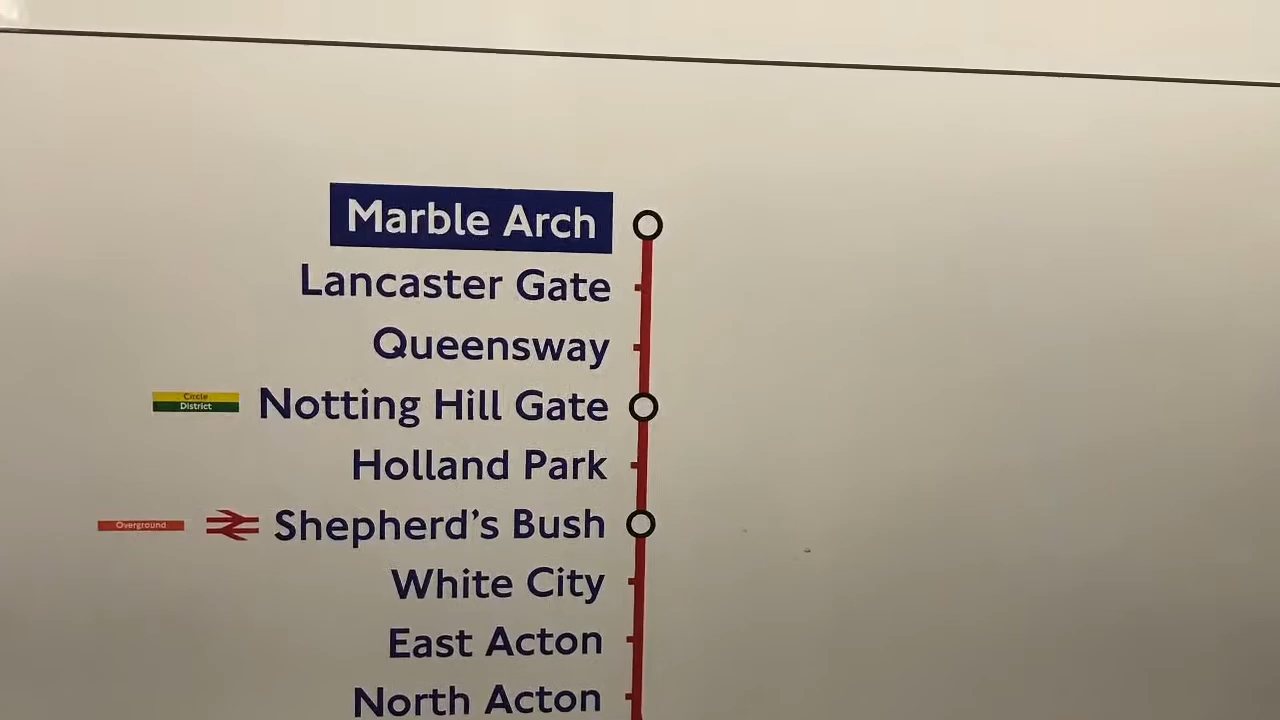 Marble Arch
Lancaster Gate
Queensway
Circle
District
Notting Hill Gate
Holland Park
Overground
Shepherd's Bush
White City
East Acton
North Acton